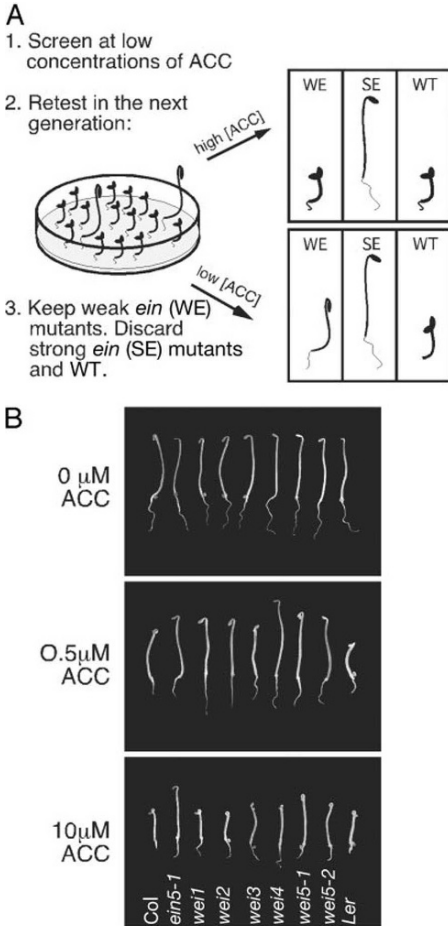 A
1. Screen at low
concentrations of ACC
2. Retest in the next
generation:
high [ACC]
WE SE WT
low [ACC]
WE SE WT
3. Keep weak ein (WE)
mutants. Discard
strong ein (SE) mutants
and WT.
B
0 µM
ACC
O.5µM
ACC
10µM
ACC
Col ein5-1 wei1 wei2 wei3 wei4 wei5-1 wei5-2 Ler